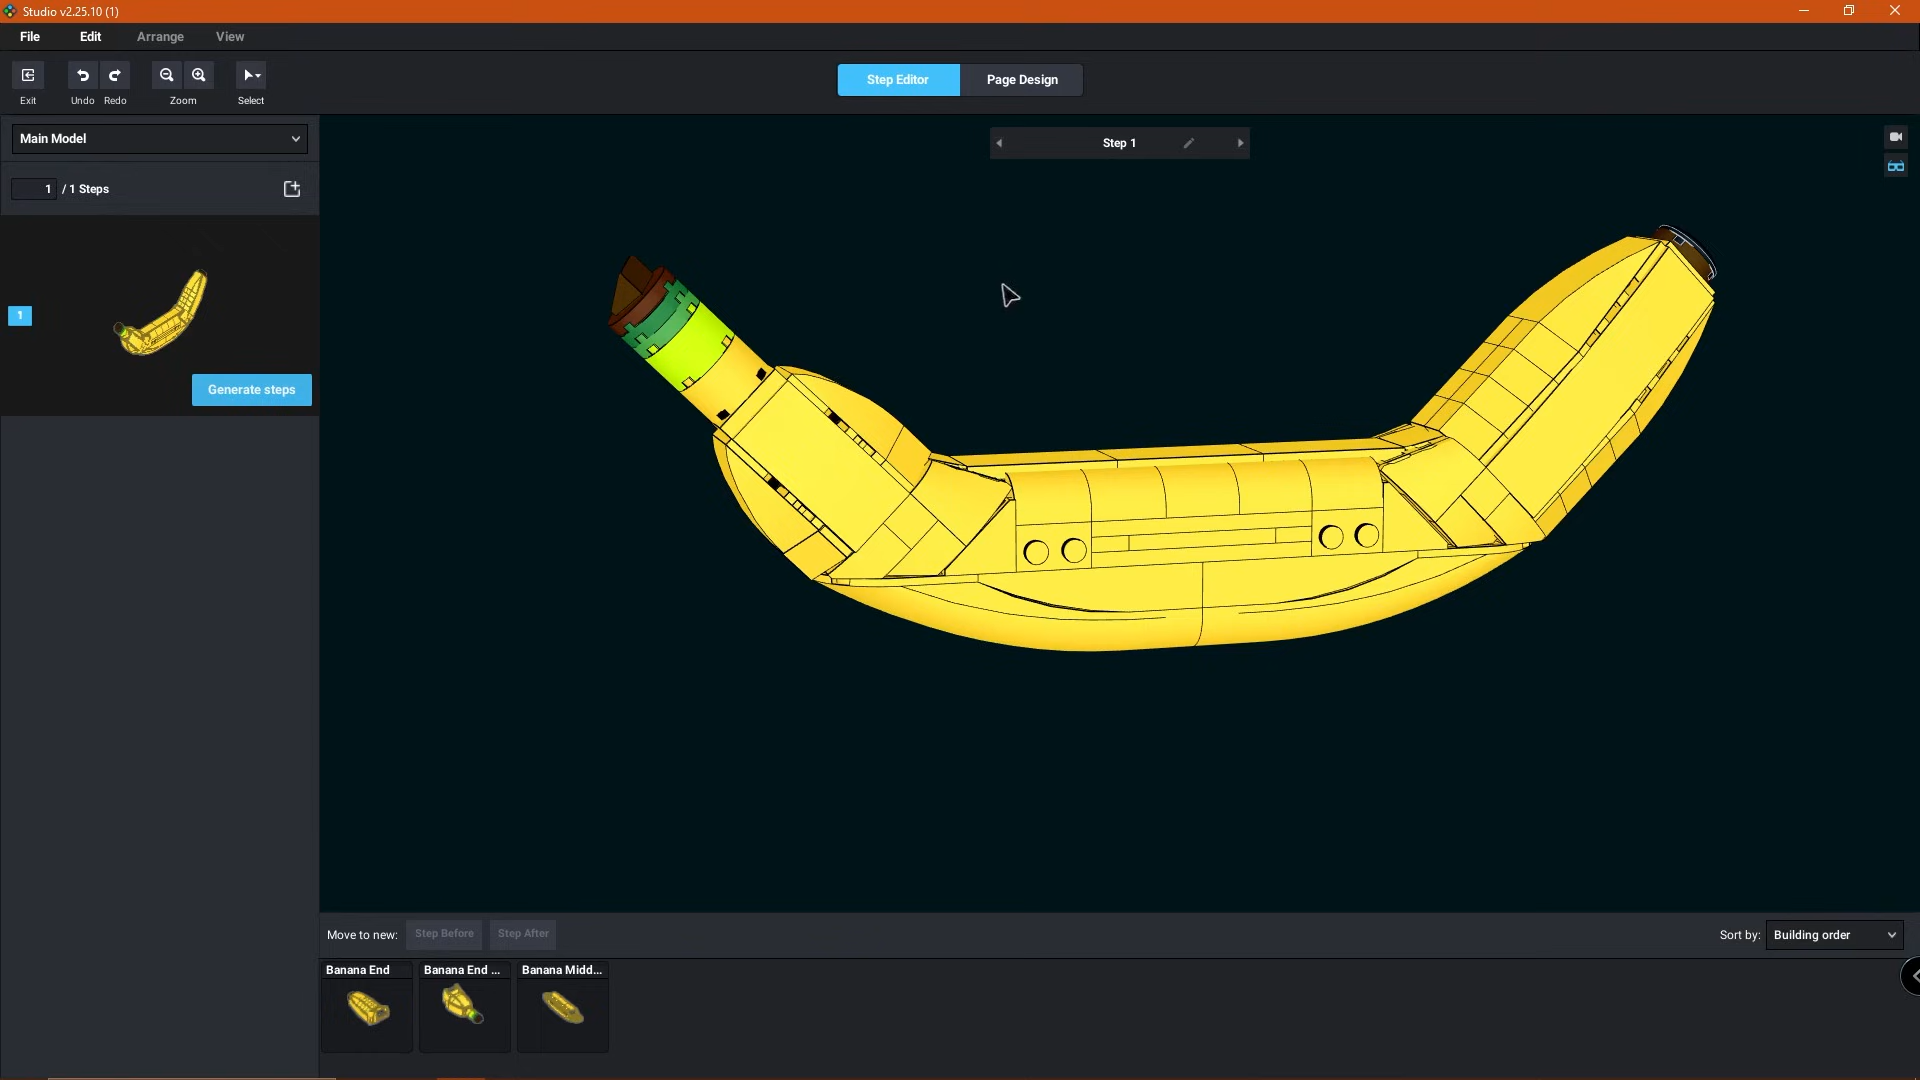 Studio v2.25.10 (1)
File Edit Arrange View
Exit Undo Redo Zoom Select
Step Editor Page Design
Main Model
Step 1
1 / 1 Steps
1
Generate steps
Move to new: Step Before Step After
Sort by: Building order
Banana End Banana End ... Banana Midd...